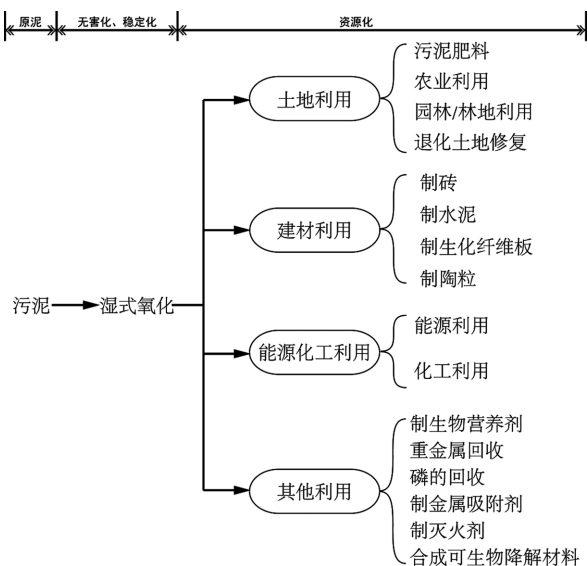 原泥
无害化、稳定化
资源化
污泥
湿式氧化
土地利用
污泥肥料
农业利用
园林/林地利用
退化土地修复
建材利用
制砖
制水泥
制生化纤维板
制陶粒
能源化工利用
能源利用
化工利用
其他利用
制生物营养剂
重金属回收
磷的回收
制金属吸附剂
制灭火剂
合成可生物降解材料